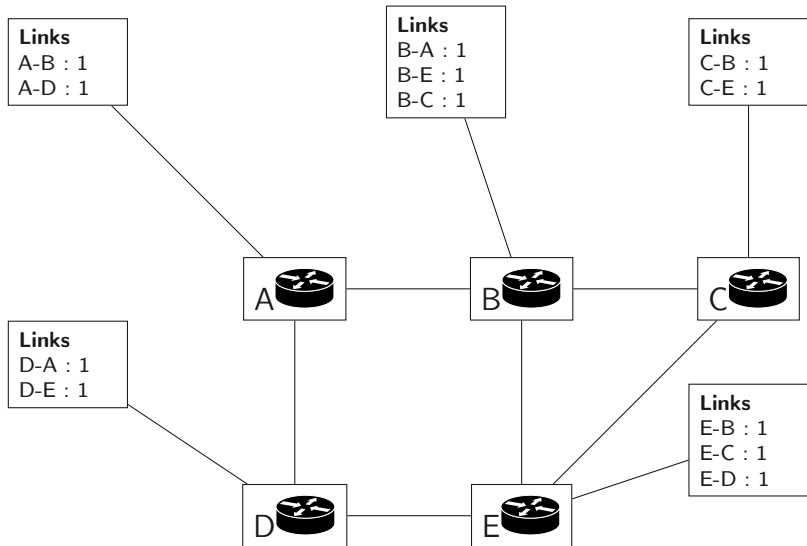 Links
A-B : 1
A-D : 1
Links
B-A : 1
B-E : 1
B-C : 1
Links
C-B : 1
C-E : 1
A
B
C
Links
D-A : 1
D-E : 1
Links
E-B : 1
E-C : 1
E-D : 1
D
E